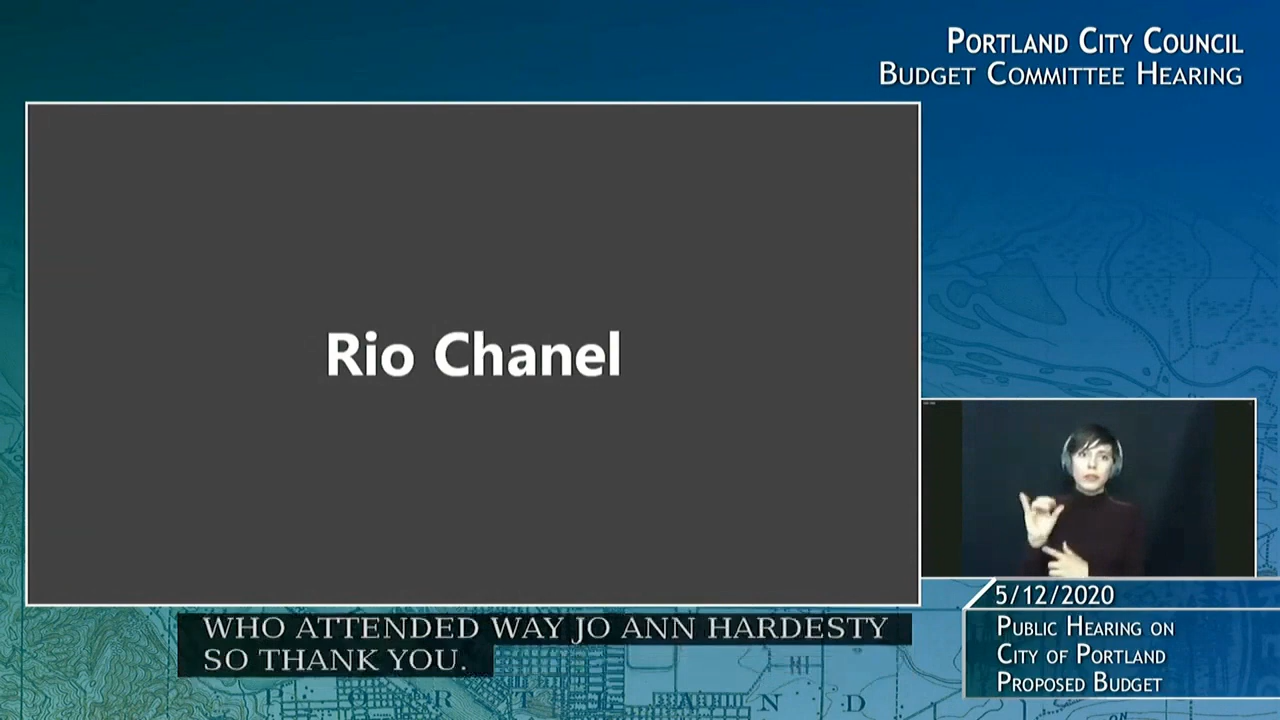 PORTLAND CITY COUNCIL
BUDGET COMMITTEE HEARING
Rio Chanel
5/12/2020
PUBLIC HEARING ON
CITY OF PORTLAND
PROPOSED BUDGET
WHO ATTENDED WAY JO ANN HARDESTY
SO THANK YOU.